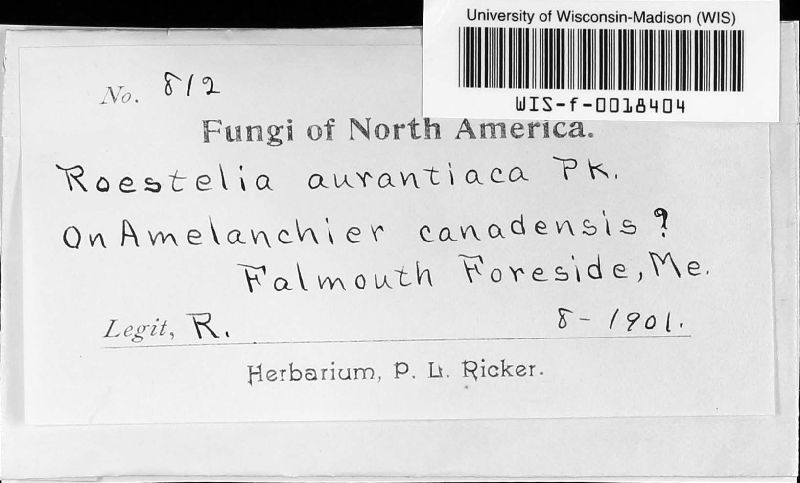 University of Wisconsin-Madison (WIS)
WIS-f-0018404
No. 812
Fungi of North America.
Roestelia aurantiaca PK.
On Amelanchier canadensis?
Falmouth Foreside, Me.
Legit, R. 8-1901.
Herbarium, P. L. Ricker.